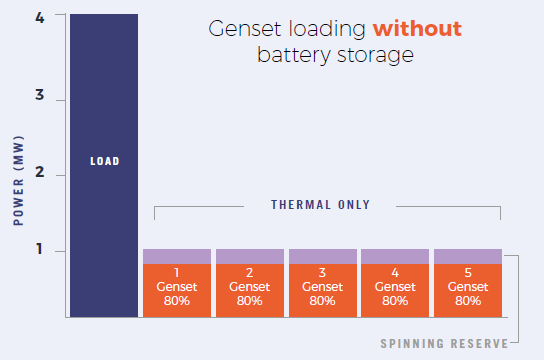 Genset loading without
battery storage
POWER (MW)
4
3
2
1
LOAD
THERMAL ONLY
1
Genset
80%
2
Genset
80%
3
Genset
80%
4
Genset
80%
5
Genset
80%
SPINNING RESERVE